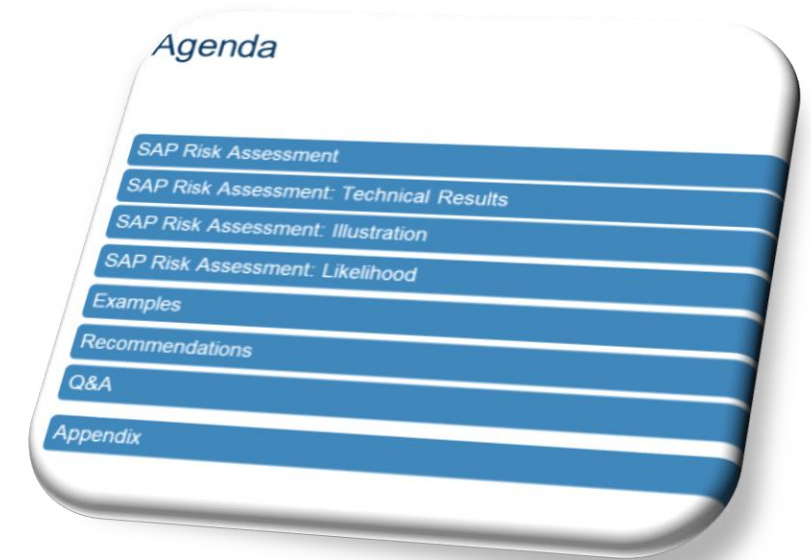 Agenda
SAP Risk Assessment
SAP Risk Assessment: Technical Results
SAP Risk Assessment: Illustration
SAP Risk Assessment: Likelihood
Examples
Recommendations
Q&A
Appendix